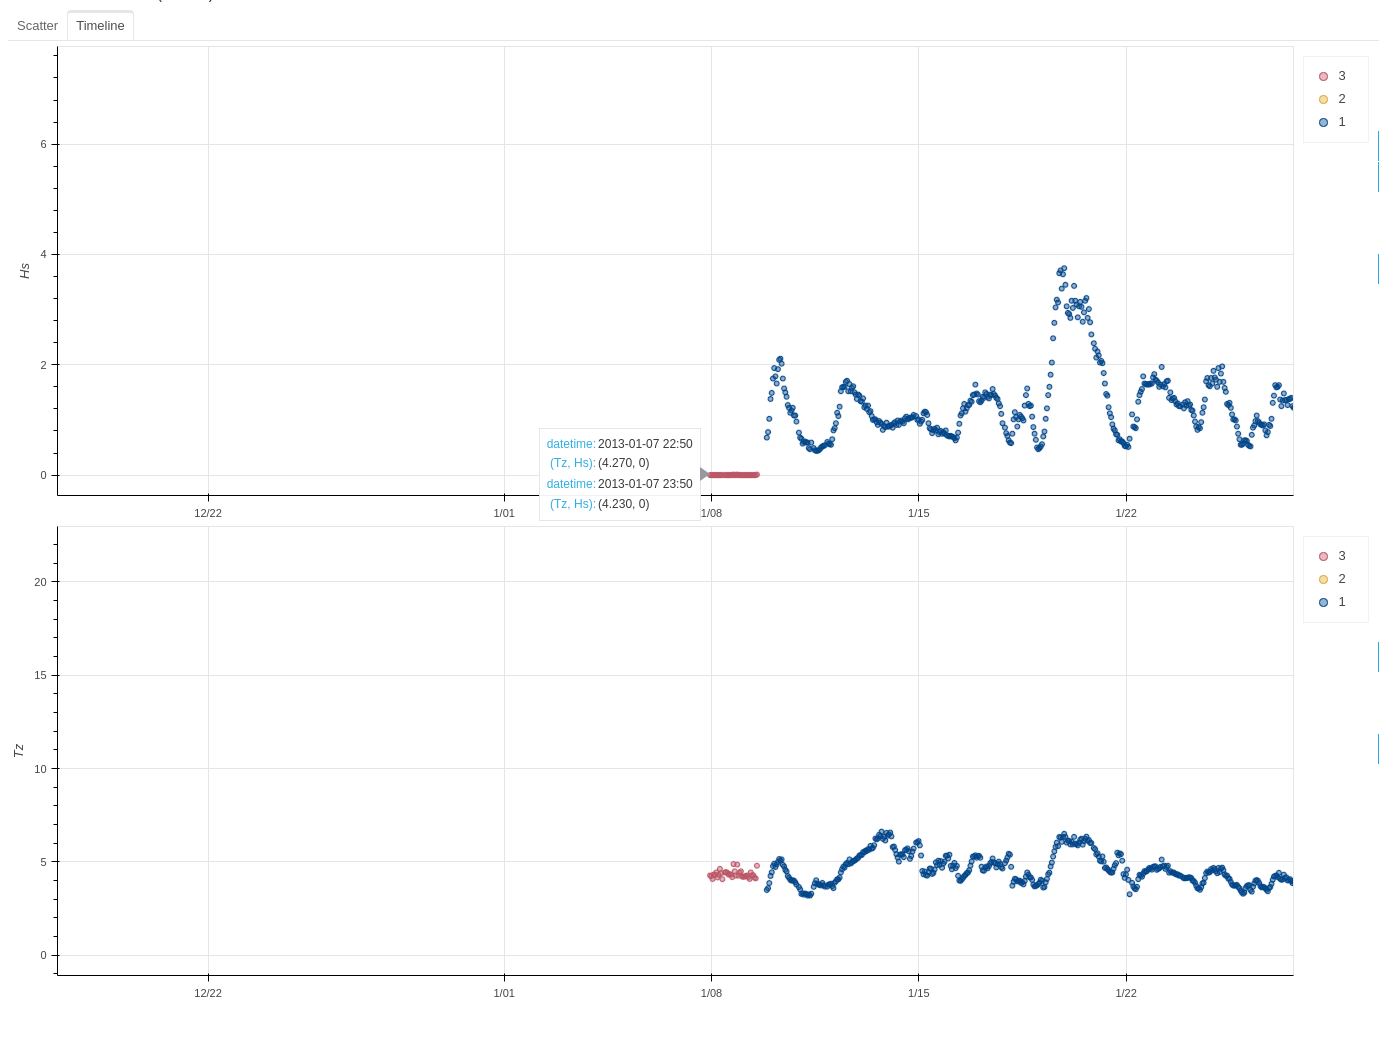 Scatter Timeline
3
2
1
6
4
2
0
Hs
datetime: 2013-01-07 22:50
(Tz, Hs): (4.270, 0)
datetime: 2013-01-07 23:50
(Tz, Hs): (4.230, 0)
12/22 1/01 1/08 1/15 1/22
3
2
1
20
15
10
5
0
Tz
12/22 1/01 1/08 1/15 1/22